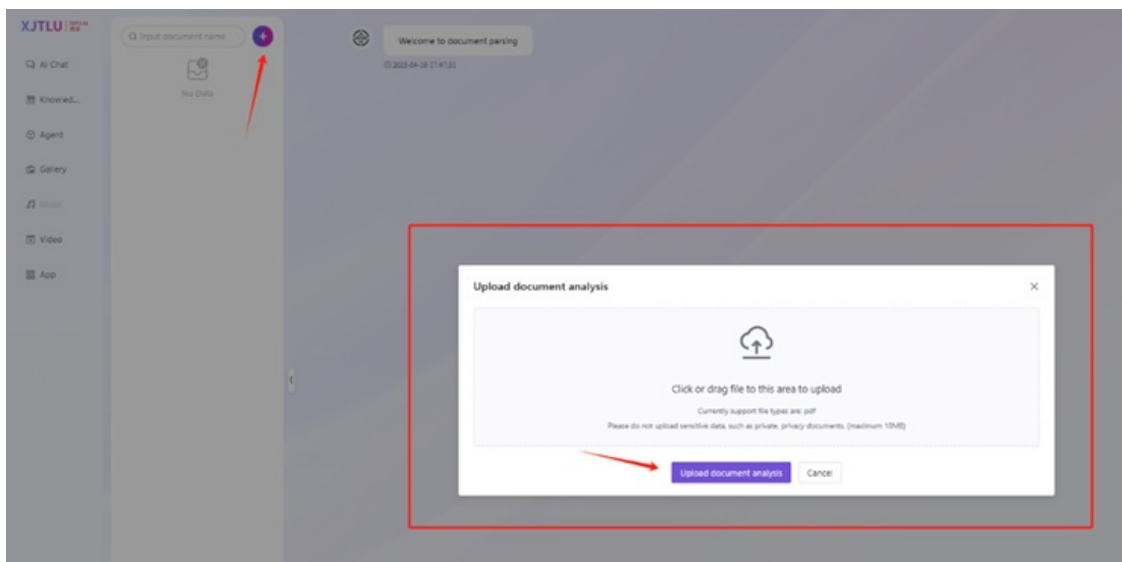 XJTLU
AI Chat
Knowled...
Agent
Gallery
Music
Video
App
Input document name
No Data
Welcome to document parsing
Upload document analysis
Click or drag file to this area to upload
Currently support file types are: pdf
Please do not upload sensitive data, such as private, privacy documents. (maximum 10MB)
Upload document analysis
Cancel